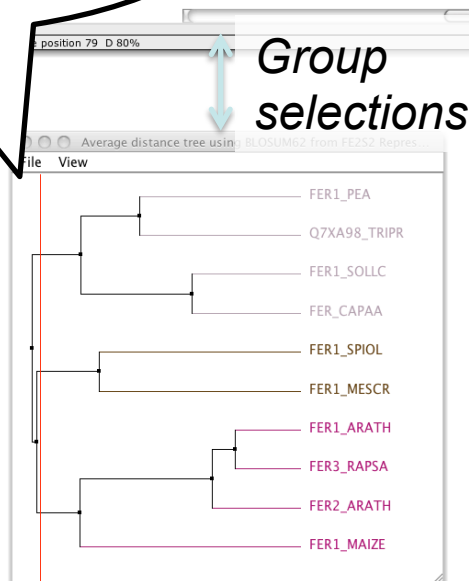 position 79 D 80%
Group
selections
Average distance tree using BLOSUM62 from FE2S2 Repres...
File View
FER1_PEA
Q7XA98_TRIPR
FER1_SOLLC
FER_CAPAA
FER1_SPIOL
FER1_MESCR
FER1_ARATH
FER3_RAPSA
FER2_ARATH
FER1_MAIZE